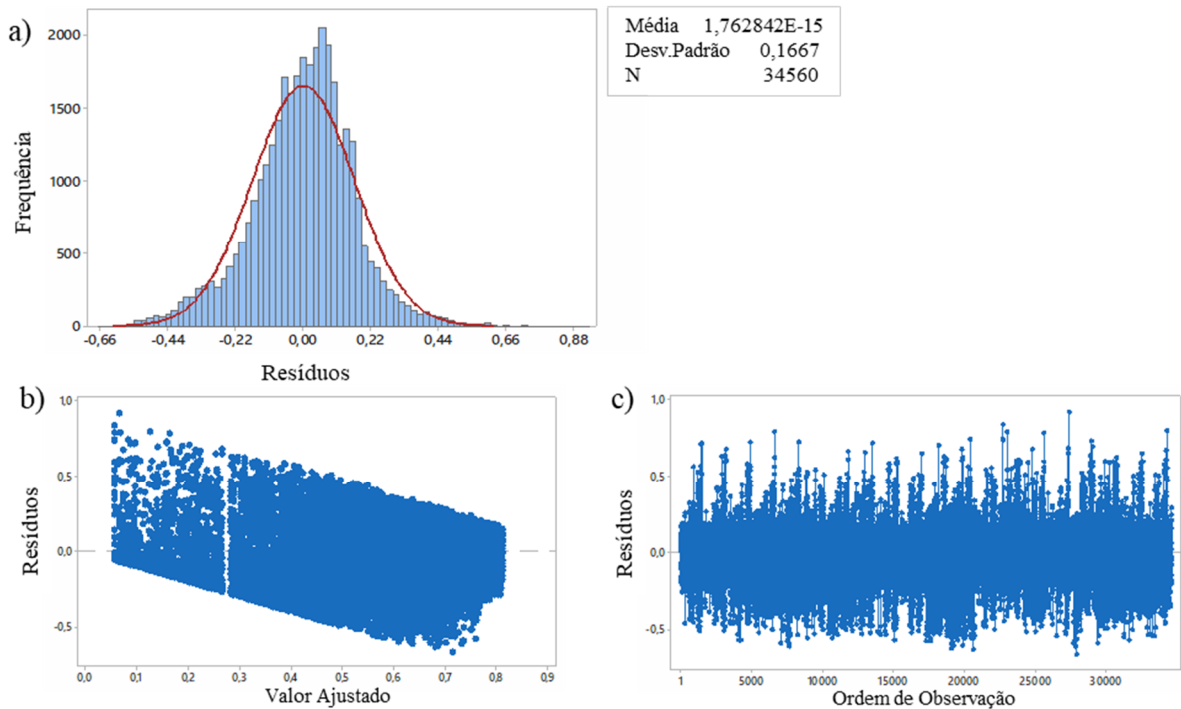 a)
Média 1,762842E-15
Desv.Padrão 0,1667
N 34560
Frequência
2000
1500
1000
500
0
-0,66 -0,44 -0,22 0,00 0,22 0,44 0,66 0,88
Resíduos
b)
Resíduos
1,0
0,5
0,0
-0,5
0,0 0,1 0,2 0,3 0,4 0,5 0,6 0,7 0,8 0,9
Valor Ajustado
c)
Resíduos
1,0
0,5
0,0
-0,5
1 5000 10000 15000 20000 25000 30000
Ordem de Observação